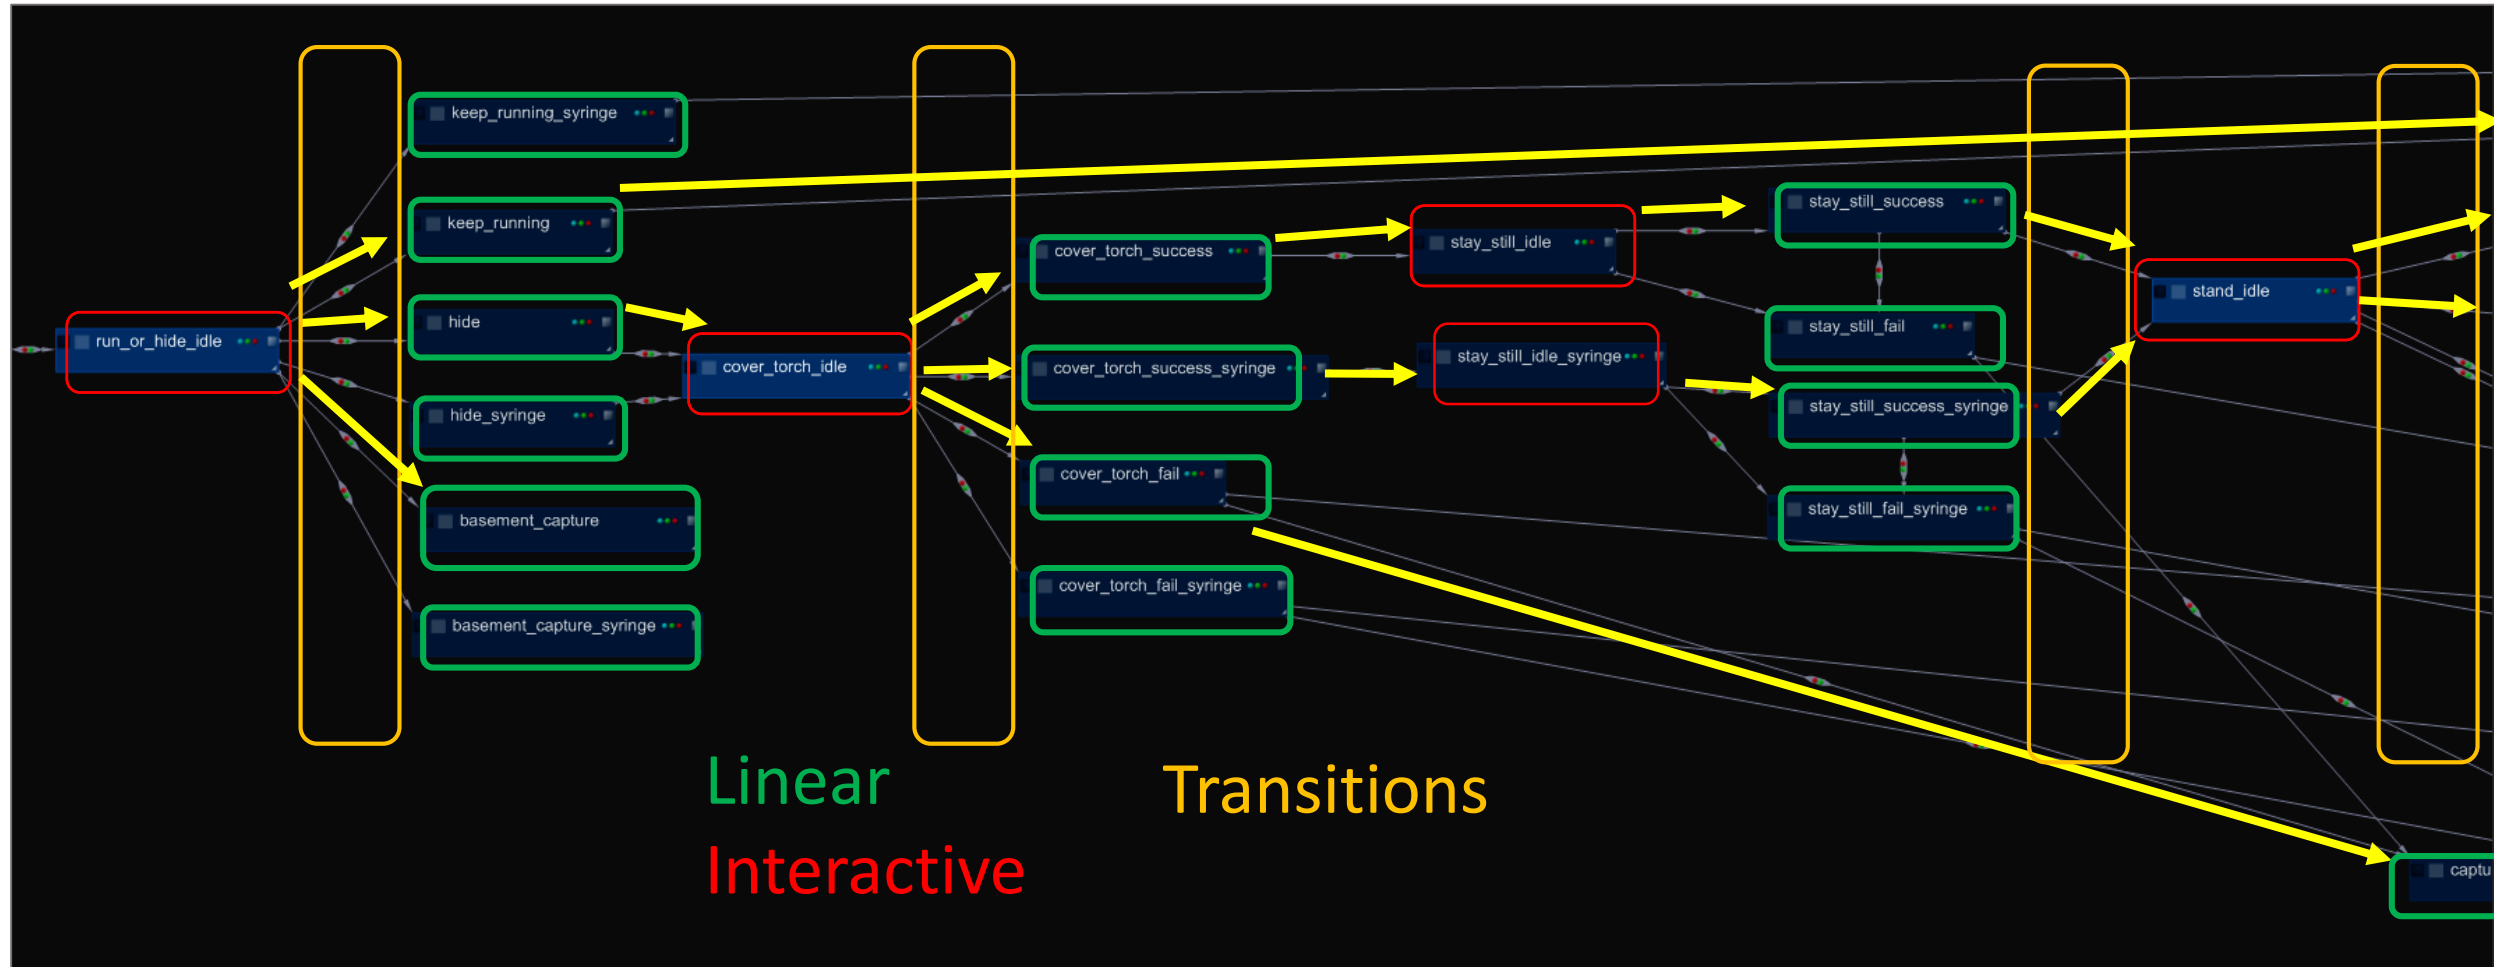 run_or_hide_idle
keep_running_syringe
keep_running
hide
hide_syringe
basement_capture
basement_capture_syringe
cover_torch_idle
cover_torch_success
cover_torch_success_syringe
cover_torch_fail
cover_torch_fail_syringe
stay_still_idle
stay_still_idle_syringe
stay_still_success
stay_still_fail
stay_still_success_syringe
stay_still_fail_syringe
stand_idle
captu
Linear
Interactive
Transitions